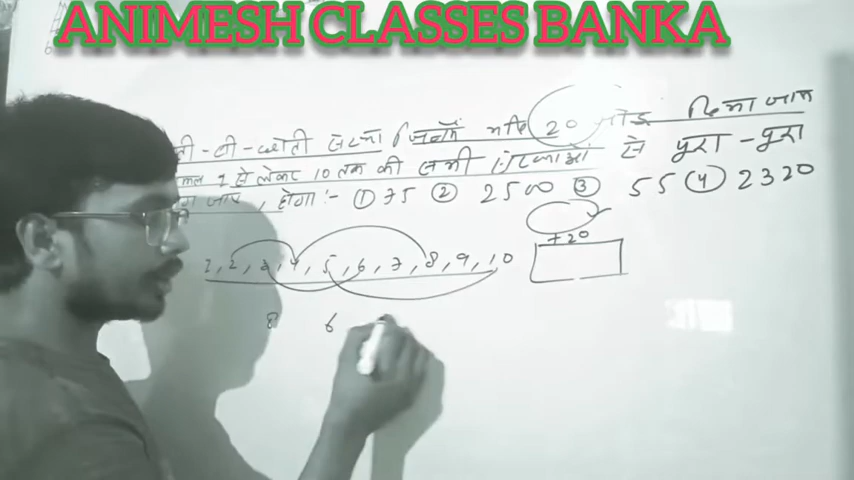 ANIMESH CLASSES BANKA
छोटी संख्या जिनमें यदि 20 जोड़ दिया जाय
1 से लेकर 10 तक की सभी संख्याओं से पुरा-पुरा
जाए, होगा :- ① 75 ② 2500 ③ 55 ④ 2320
+20
1, 2, 3, 4, 5, 6, 7, 8, 9, 10
8 6